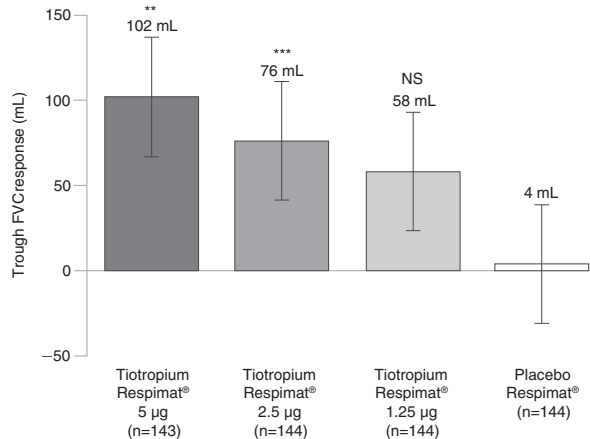 Trough FVCresponse (mL)
150
100
50
0
−50
**
102 mL
***
76 mL
NS
58 mL
4 mL
Tiotropium
Respimat®
5 µg
(n=143)
Tiotropium
Respimat®
2.5 µg
(n=144)
Tiotropium
Respimat®
1.25 µg
(n=144)
Placebo
Respimat®
(n=144)